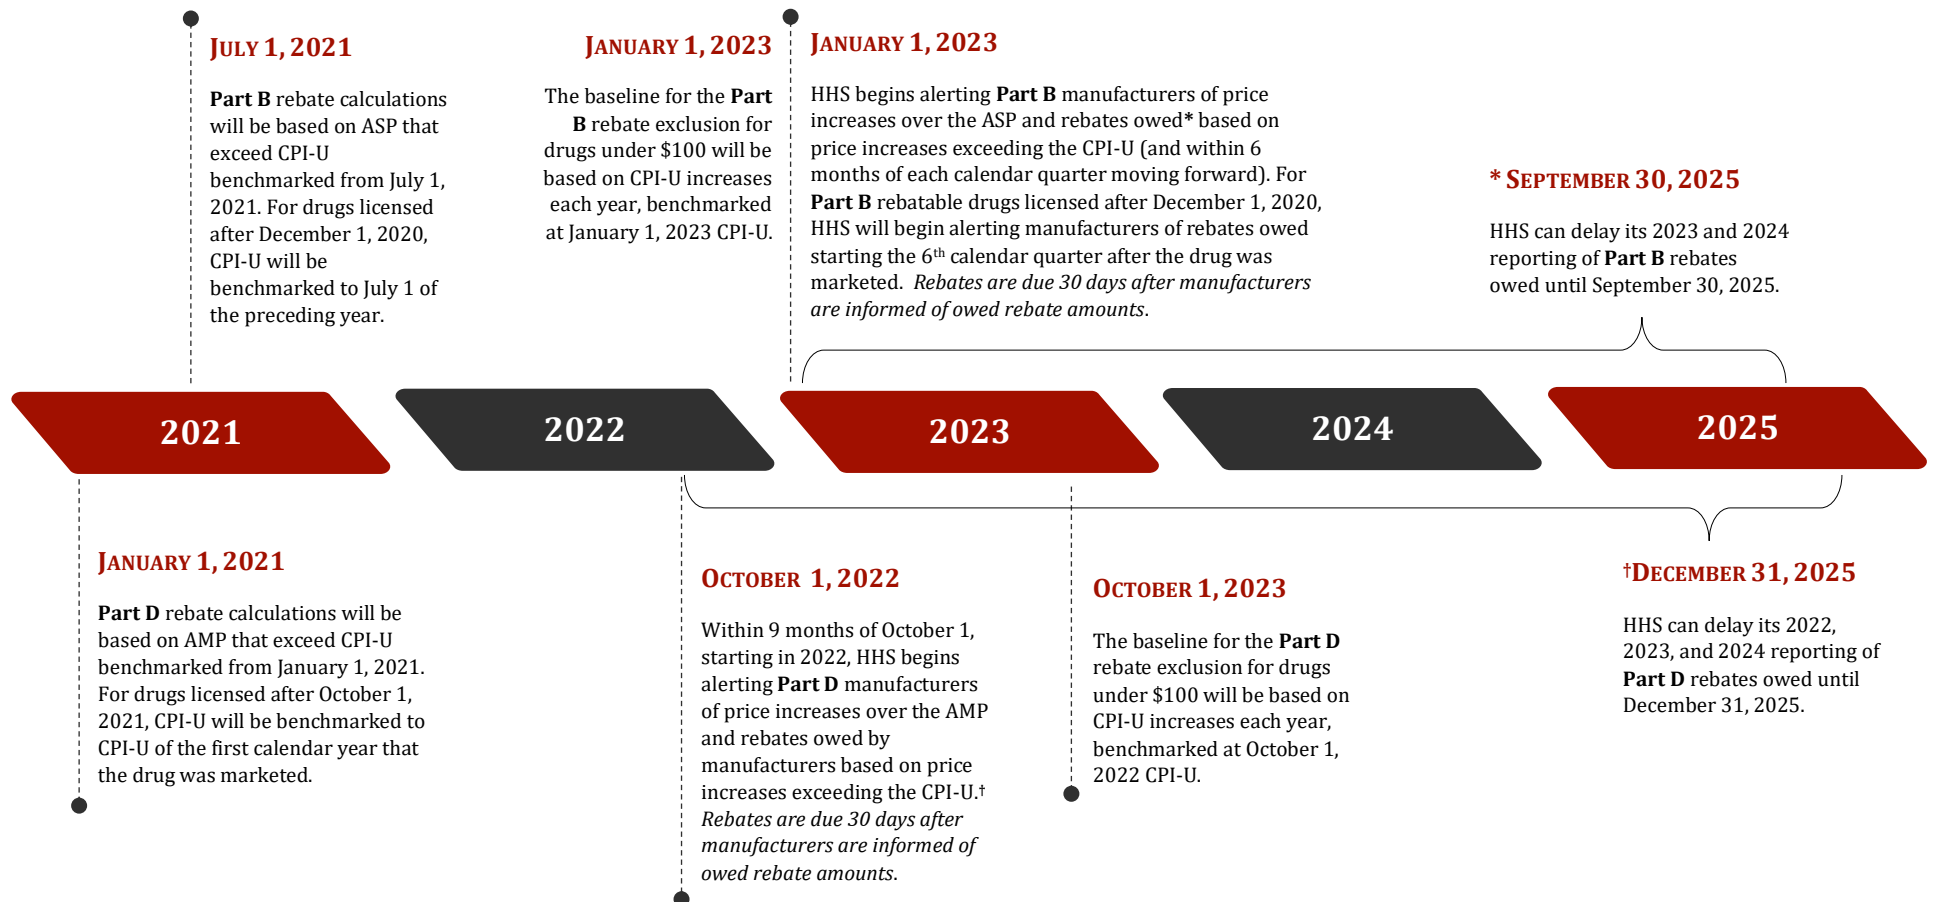 JULY 1, 2021
Part B rebate calculations
will be based on ASP that
exceed CPI-U
benchmarked from July 1,
2021. For drugs licensed
after December 1, 2020,
CPI-U will be
benchmarked to July 1 of
the preceding year.
JANUARY 1, 2023
The baseline for the Part
B rebate exclusion for
drugs under $100 will be
based on CPI-U increases
each year, benchmarked
at January 1, 2023 CPI-U.
JANUARY 1, 2023
HHS begins alerting Part B manufacturers of price
increases over the ASP and rebates owed* based on
price increases exceeding the CPI-U (and within 6
months of each calendar quarter moving forward). For
Part B rebatable drugs licensed after December 1, 2020,
HHS will begin alerting manufacturers of rebates owed
starting the 6th calendar quarter after the drug was
marketed. Rebates are due 30 days after manufacturers
are informed of owed rebate amounts.
* SEPTEMBER 30, 2025
HHS can delay its 2023 and 2024
reporting of Part B rebates
owed until September 30, 2025.
2021
2022
2023
2024
2025
JANUARY 1, 2021
Part D rebate calculations will be
based on AMP that exceed CPI-U
benchmarked from January 1, 2021.
For drugs licensed after October 1,
2021, CPI-U will be benchmarked to
CPI-U of the first calendar year that
the drug was marketed.
OCTOBER 1, 2022
Within 9 months of October 1,
starting in 2022, HHS begins
alerting Part D manufacturers
of price increases over the AMP
and rebates owed by
manufacturers based on price
increases exceeding the CPI-U.†
Rebates are due 30 days after
manufacturers are informed of
owed rebate amounts.
OCTOBER 1, 2023
The baseline for the Part D
rebate exclusion for drugs
under $100 will be based on
CPI-U increases each year,
benchmarked at October 1,
2022 CPI-U.
†DECEMBER 31, 2025
HHS can delay its 2022,
2023, and 2024 reporting of
Part D rebates owed until
December 31, 2025.